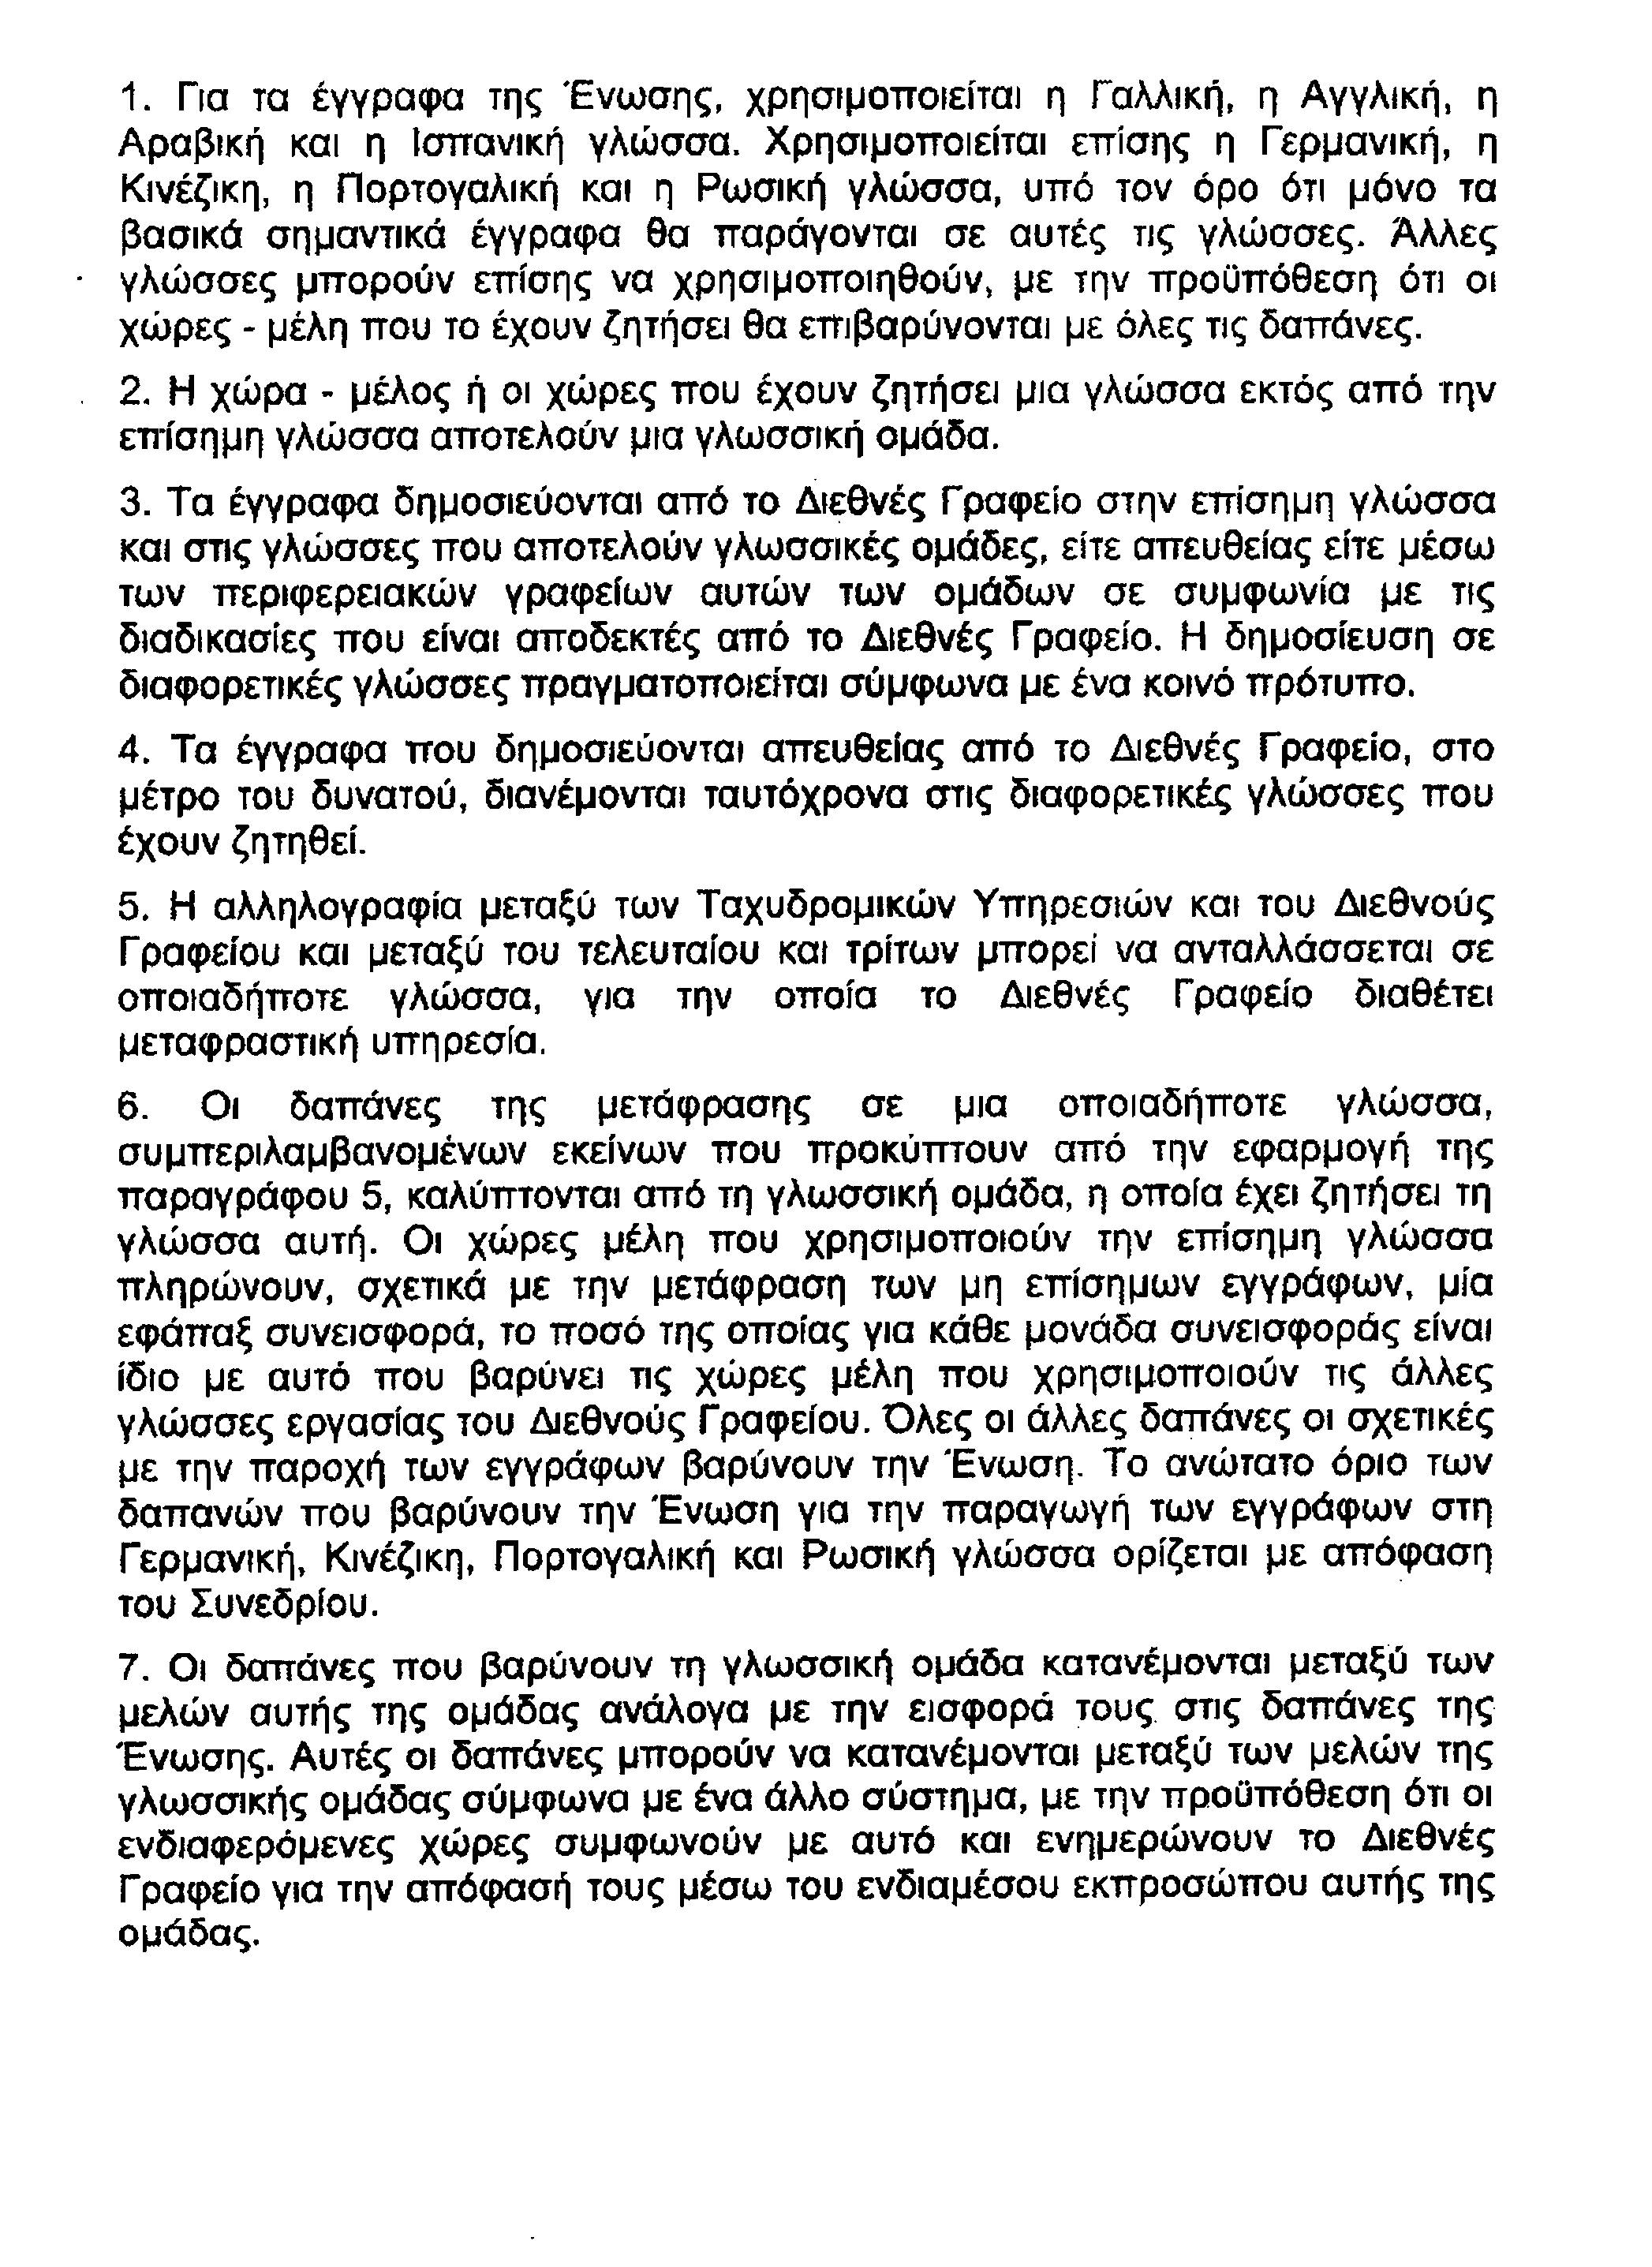 1. Για τα έγγραφα της Ένωσης, χρησιμοποιείται η Γαλλική, η Αγγλική, η
Αραβική και η Ισπανική γλώσσα. Χρησιμοποιείται επίσης η Γερμανική, η
Κινέζικη, η Πορτογαλική και η Ρωσική γλώσσα, υπό τον όρο ότι μόνο τα
βασικά σημαντικά έγγραφα θα παράγονται σε αυτές τις γλώσσες. Άλλες
γλώσσες μπορούν επίσης να χρησιμοποιηθούν, με την προϋπόθεση ότι οι
χώρες - μέλη που το έχουν ζητήσει θα επιβαρύνονται με όλες τις δαπάνες.
2. Η χώρα - μέλος ή οι χώρες που έχουν ζητήσει μια γλώσσα εκτός από την
επίσημη γλώσσα αποτελούν μια γλωσσική ομάδα.
3. Τα έγγραφα δημοσιεύονται από το Διεθνές Γραφείο στην επίσημη γλώσσα
και στις γλώσσες που αποτελούν γλωσσικές ομάδες, είτε απευθείας είτε μέσω
των περιφερειακών γραφείων αυτών των ομάδων σε συμφωνία με τις
διαδικασίες που είναι αποδεκτές από το Διεθνές Γραφείο. Η δημοσίευση σε
διαφορετικές γλώσσες πραγματοποιείται σύμφωνα με ένα κοινό πρότυπο.
4. Τα έγγραφα που δημοσιεύονται απευθείας από το Διεθνές Γραφείο, στο
μέτρο του δυνατού, διανέμονται ταυτόχρονα στις διαφορετικές γλώσσες που
έχουν ζητηθεί.
5. Η αλληλογραφία μεταξύ των Ταχυδρομικών Υπηρεσιών και του Διεθνούς
Γραφείου και μεταξύ του τελευταίου και τρίτων μπορεί να ανταλλάσσεται σε
οποιαδήποτε γλώσσα, για την οποία το Διεθνές Γραφείο διαθέτει
μεταφραστική υπηρεσία.
6. Οι δαπάνες της μετάφρασης σε μια οποιαδήποτε γλώσσα,
συμπεριλαμβανομένων εκείνων που προκύπτουν από την εφαρμογή της
παραγράφου 5, καλύπτονται από τη γλωσσική ομάδα, η οποία έχει ζητήσει τη
γλώσσα αυτή. Οι χώρες μέλη που χρησιμοποιούν την επίσημη γλώσσα
πληρώνουν, σχετικά με την μετάφραση των μη επίσημων εγγράφων, μία
εφάπαξ συνεισφορά, το ποσό της οποίας για κάθε μονάδα συνεισφοράς είναι
ίδιο με αυτό που βαρύνει τις χώρες μέλη που χρησιμοποιούν τις άλλες
γλώσσες εργασίας του Διεθνούς Γραφείου. Όλες οι άλλες δαπάνες οι σχετικές
με την παροχή των εγγράφων βαρύνουν την Ένωση. Το ανώτατο όριο των
δαπανών που βαρύνουν την Ένωση για την παραγωγή των εγγράφων στη
Γερμανική, Κινέζικη, Πορτογαλική και Ρωσική γλώσσα ορίζεται με απόφαση
του Συνεδρίου.
7. Οι δαπάνες που βαρύνουν τη γλωσσική ομάδα κατανέμονται μεταξύ των
μελών αυτής της ομάδας ανάλογα με την εισφορά τους στις δαπάνες της
Ένωσης. Αυτές οι δαπάνες μπορούν να κατανέμονται μεταξύ των μελών της
γλωσσικής ομάδας σύμφωνα με ένα άλλο σύστημα, με την προϋπόθεση ότι οι
ενδιαφερόμενες χώρες συμφωνούν με αυτό και ενημερώνουν το Διεθνές
Γραφείο για την απόφασή τους μέσω του ενδιαμέσου εκπροσώπου αυτής της
ομάδας.